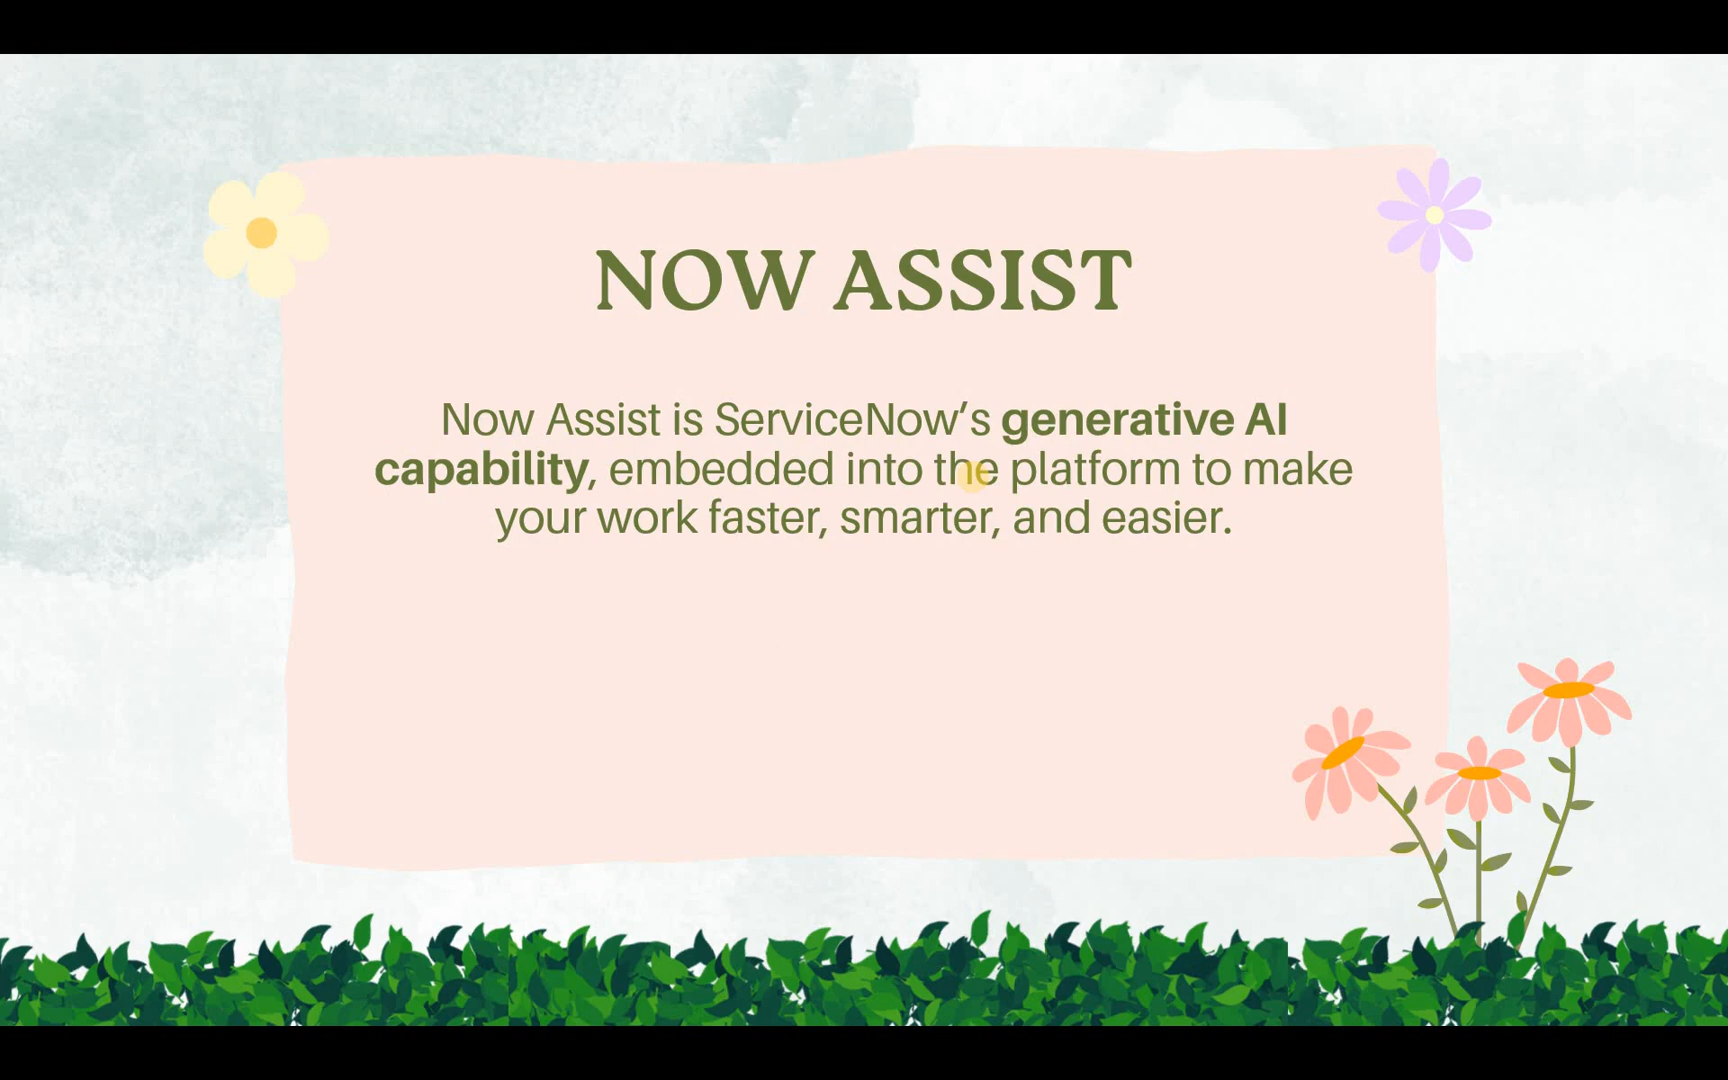 NOW ASSIST
Now Assist is ServiceNow’s generative AI
capability, embedded into the platform to make
your work faster, smarter, and easier.